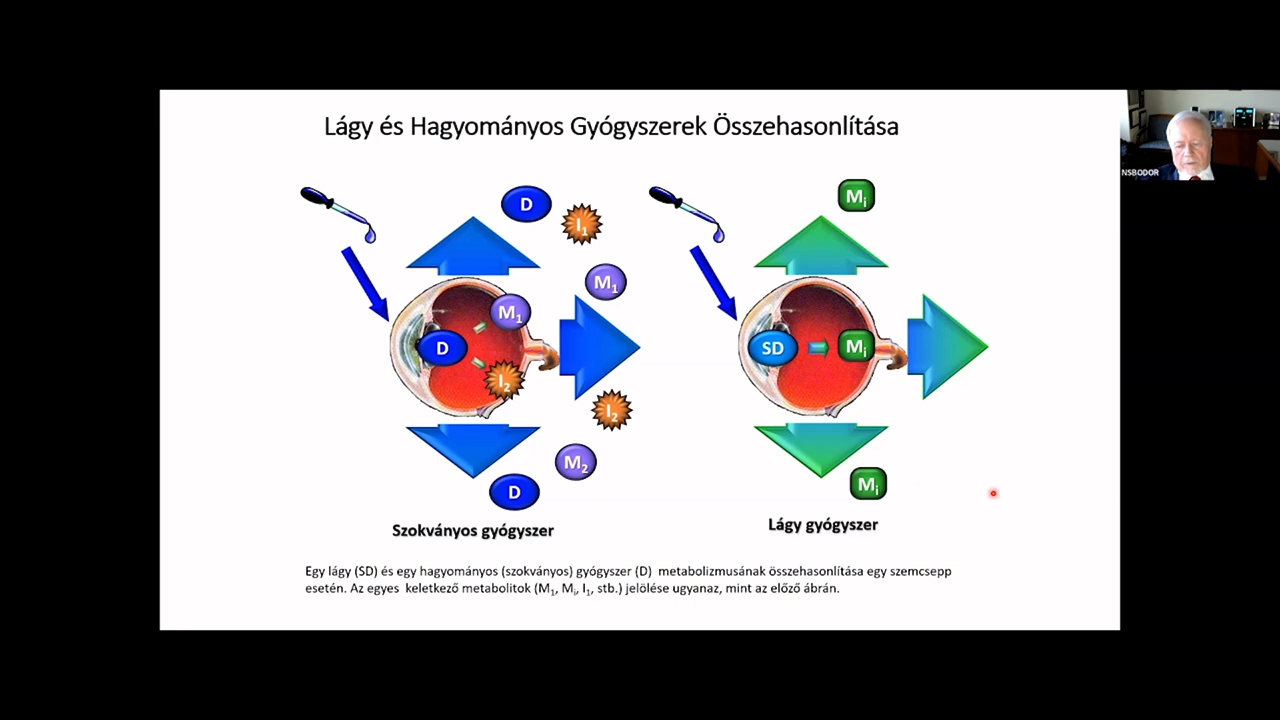 Lágy és Hagyományos Gyógyszerek Összehasonlítása
NSBODOR
D
I₁
M₁
M₁
D
I₂
I₂
M₂
D
Szokványos gyógyszer
Mᵢ
SD
Mᵢ
Mᵢ
Lágy gyógyszer
Egy lágy (SD) és egy hagyományos (szokványos) gyógyszer (D) metabolizmusának összehasonlítása egy szemcsepp
esetén. Az egyes keletkező metabolitok (M₁, Mᵢ, I₁, stb.) jelölése ugyanaz, mint az előző ábrán.